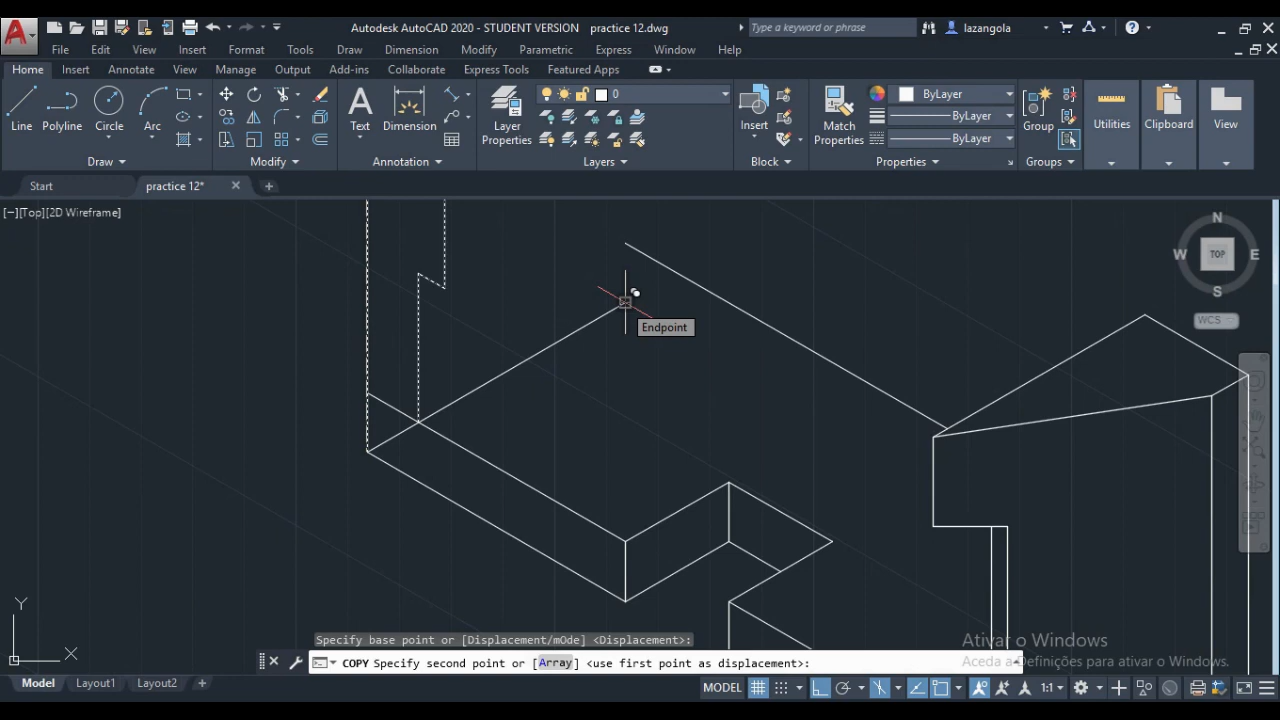 Autodesk AutoCAD 2020 - STUDENT VERSION practice 12.dwg
Type a keyword or phrase
lazangola
File Edit View Insert Format Tools Draw Dimension Modify Parametric Express Window Help
Home Insert Annotate View Manage Output Add-ins Collaborate Express Tools Featured Apps
Line Polyline Circle Arc
Text Dimension
Layer Properties
0
Insert
Match Properties
ByLayer
ByLayer
ByLayer
Group Utilities Clipboard View
Draw Modify Annotation Layers Block Properties Groups
Start practice 12*
[−][Top][2D Wireframe]
N
W TOP E
S
WCS
Endpoint
Y
X
Specify base point or [Displacement/mOde] <Displacement>:
COPY Specify second point or [Array] <use first point as displacement>:
Ativar o Windows
Aceda a Definições para ativar o Windows.
Model Layout1 Layout2
MODEL 1:1